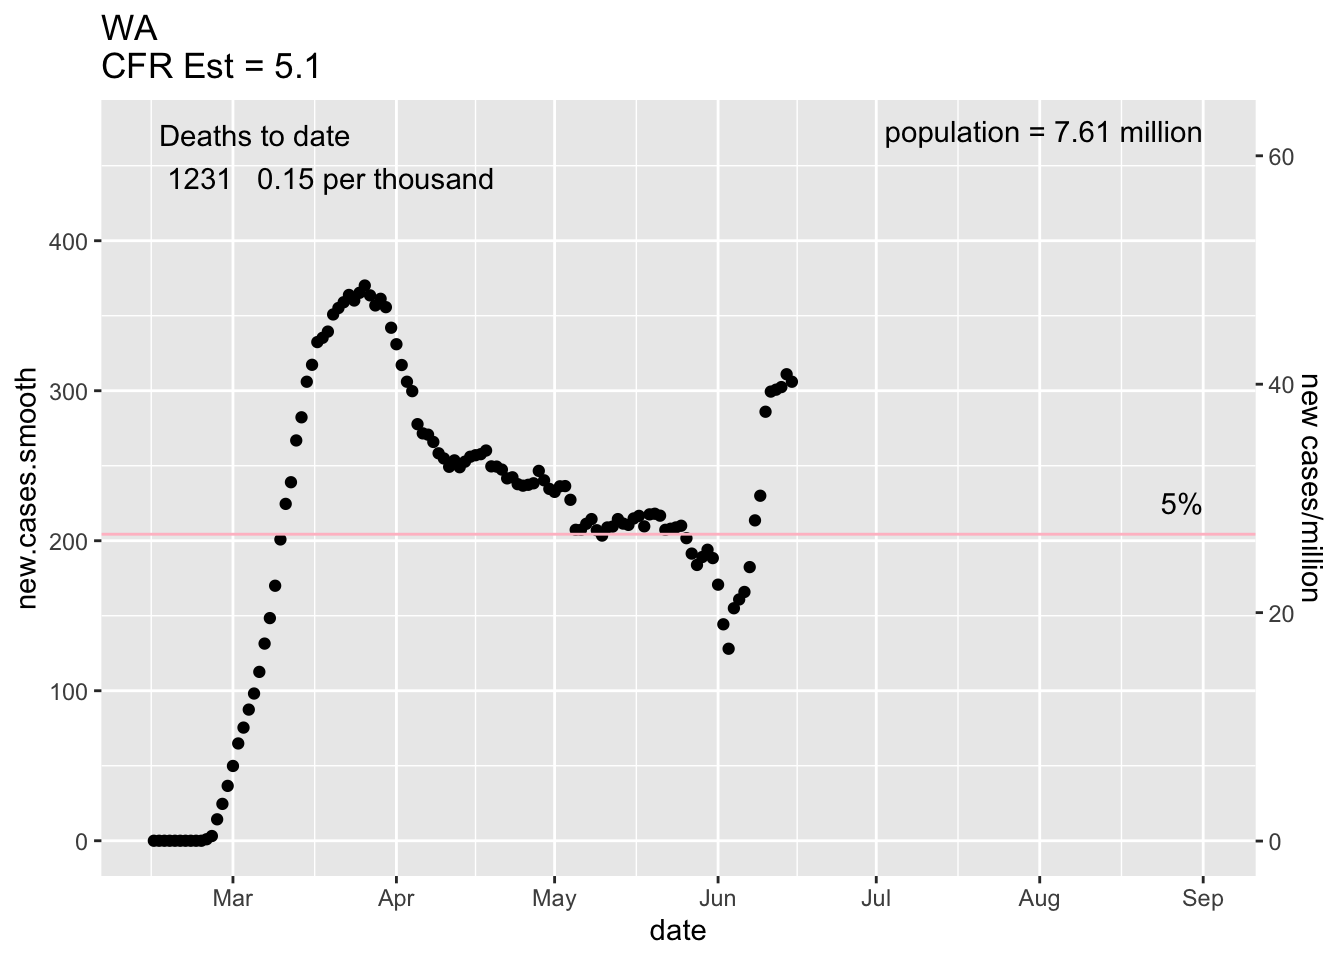 WA
CFR Est = 5.1
Deaths to date
1231 0.15 per thousand
population = 7.61 million
5%
new.cases.smooth
400
300
200
100
0
new cases/million
60
40
20
0
Mar Apr May Jun Jul Aug Sep
date